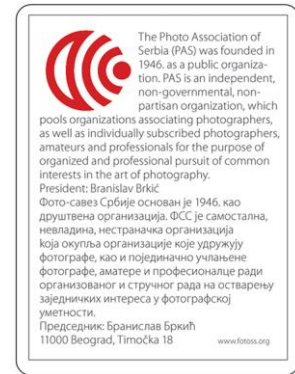 The Photo Association of
Serbia (PAS) was founded in
1946. as a public organiza-
tion. PAS is an independent,
non-governmental, non-
partisan organization, which
pools organizations associating photographers,
as well as individually subscribed photographers,
amateurs and professionals for the purpose of
organized and professional pursuit of common
interests in the art of photography.
President: Branislav Brkić
Фото-савез Србије основан је 1946. као
друштвена организација. ФСС је самостална,
невладина, нестраначка организација
која окупља организације које удружују
фотографе, као и појединачно учлањене
фотографе, аматере и професионалце ради
организованог и стручног рада на остварењу
заједничких интереса у фотографској
уметности.
Председник: Бранислав Бркић
11000 Beograd, Timočka 18
www.fotoss.org